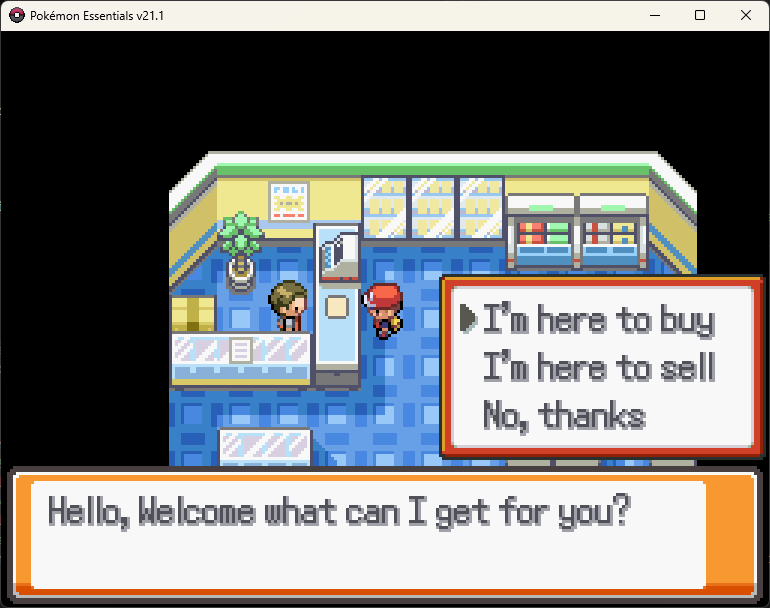 Pokémon Essentials v21.1
I'm here to buy
I'm here to sell
No, thanks
Hello, Welcome what can I get for you?